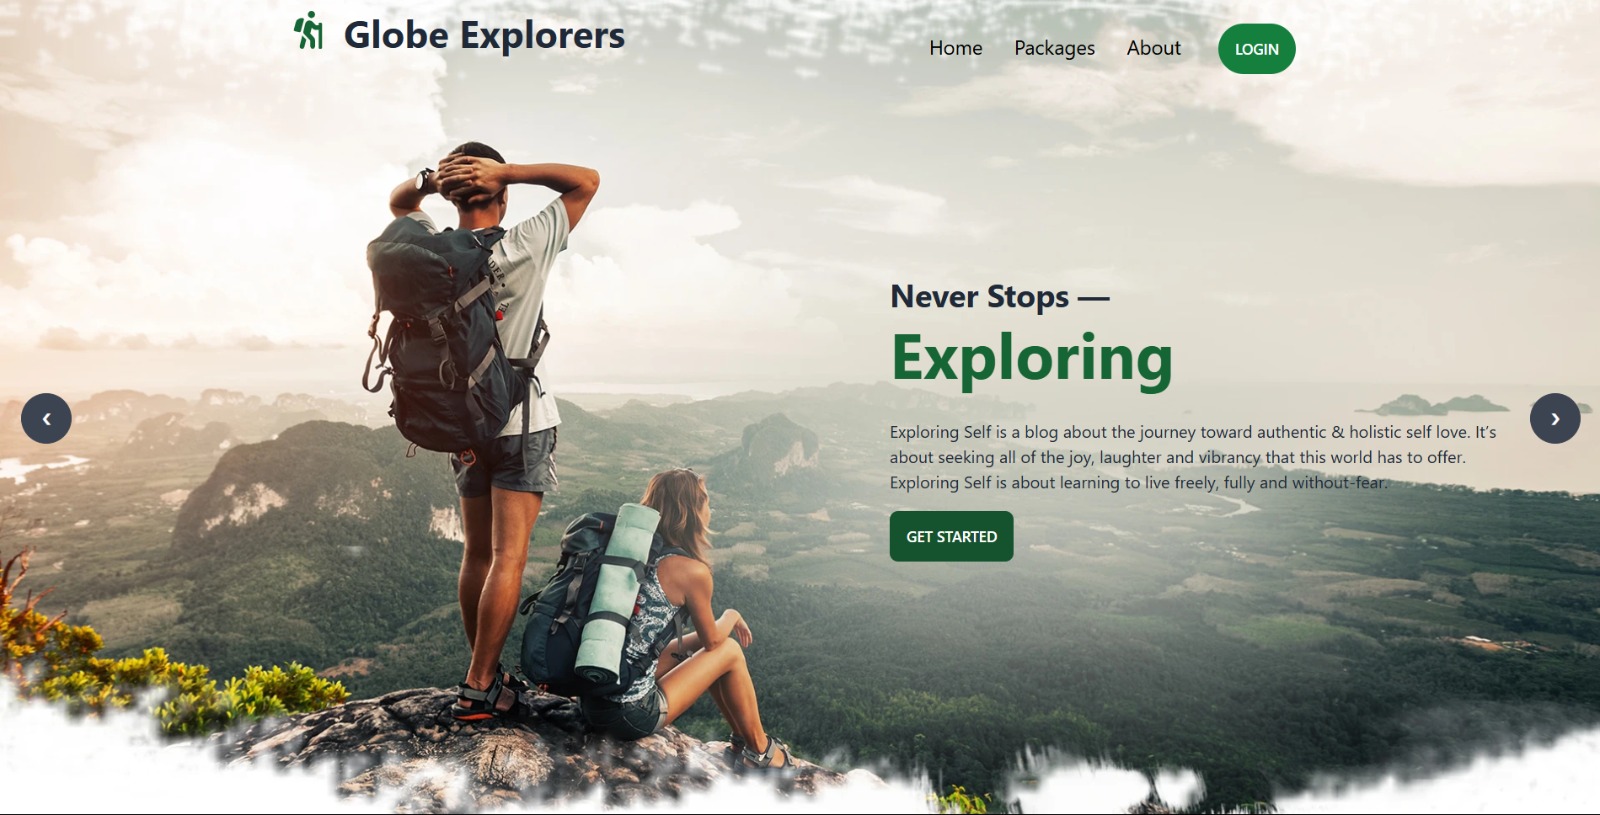 Globe Explorers
Home Packages About LOGIN
Never Stops —
Exploring
Exploring Self is a blog about the journey toward authentic & holistic self love. It’s
about seeking all of the joy, laughter and vibrancy that this world has to offer.
Exploring Self is about learning to live freely, fully and without-fear.
GET STARTED